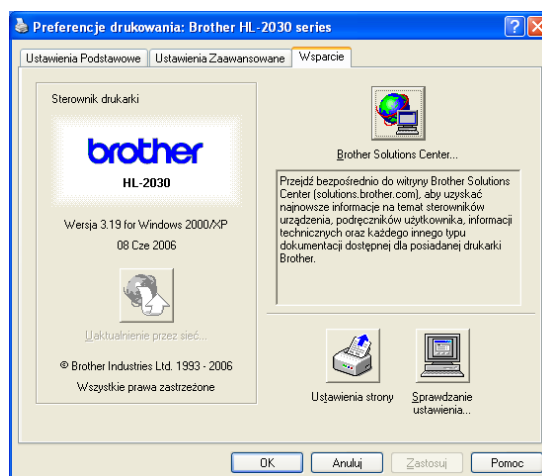 Preferencje drukowania: Brother HL-2030 series
Ustawienia Podstawowe
Ustawienia Zaawansowane
Wsparcie
Sterownik drukarki
brother
HL-2030
Wersja 3.19 for Windows 2000/XP
08 Cze 2006
Uaktualnienie przez sieć...
© Brother Industries Ltd. 1993 - 2006
Wszystkie prawa zastrzeżone
Brother Solutions Center...
Przejdź bezpośrednio do witryny Brother Solutions
Center (solutions.brother.com), aby uzyskać
najnowsze informacje na temat sterowników
urządzenia, podręczników użytkownika, informacji
technicznych oraz każdego innego typu
dokumentacji dostępnej dla posiadanej drukarki
Brother.
Ustawienia strony
Sprawdzanie
ustawienia...
OK
Anuluj
Zastosuj
Pomoc